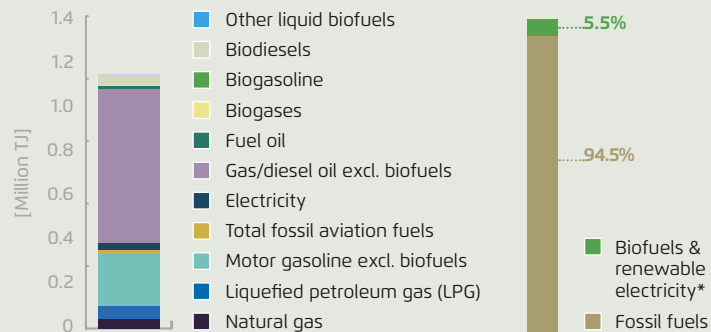 [Million TJ]
1.4
1.2
1.0
0.8
0.6
0.4
0.2
0
Other liquid biofuels
Biodiesels
Biogasoline
Biogases
Fuel oil
Gas/diesel oil excl. biofuels
Electricity
Total fossil aviation fuels
Motor gasoline excl. biofuels
Liquefied petroleum gas (LPG)
Natural gas
5.5%
94.5%
Biofuels &
renewable
electricity*
Fossil fuels